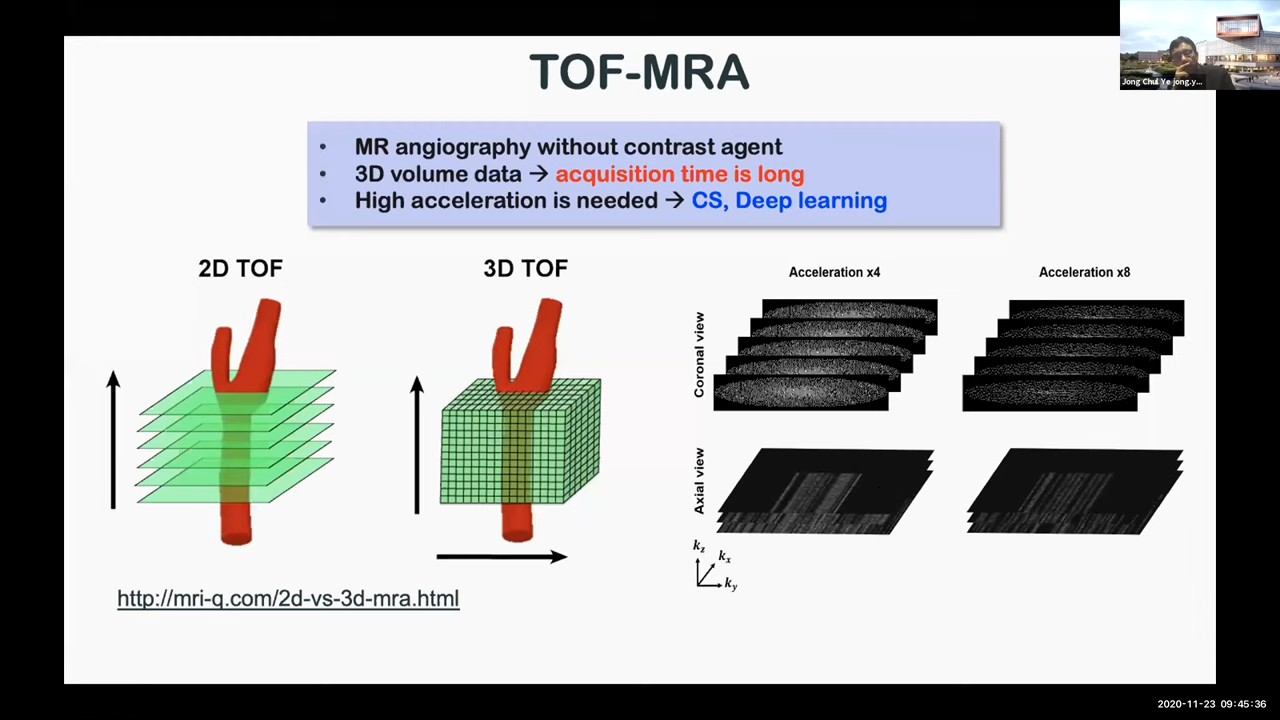 TOF-MRA
Jong Chul Ye jong.y...
• MR angiography without contrast agent
• 3D volume data → acquisition time is long
• High acceleration is needed → CS, Deep learning
2D TOF
3D TOF
Acceleration x4
Acceleration x8
Coronal view
Axial view
kz
kx
ky
http://mri-q.com/2d-vs-3d-mra.html
2020-11-23 09:45:36